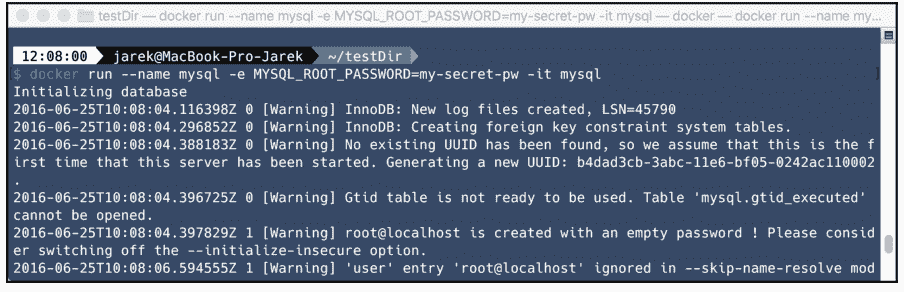 testDir — docker run --name mysql -e MYSQL_ROOT_PASSWORD=my-secret-pw -it mysql — docker — docker run --name my...
12:08:00 jarek@MacBook-Pro-Jarek ~/testDir
$ docker run --name mysql -e MYSQL_ROOT_PASSWORD=my-secret-pw -it mysql
Initializing database
2016-06-25T10:08:04.116398Z 0 [Warning] InnoDB: New log files created, LSN=45790
2016-06-25T10:08:04.296852Z 0 [Warning] InnoDB: Creating foreign key constraint system tables.
2016-06-25T10:08:04.388183Z 0 [Warning] No existing UUID has been found, so we assume that this is the f
irst time that this server has been started. Generating a new UUID: b4dad3cb-3abc-11e6-bf05-0242ac110002
.
2016-06-25T10:08:04.396725Z 0 [Warning] Gtid table is not ready to be used. Table 'mysql.gtid_executed'
cannot be opened.
2016-06-25T10:08:04.397829Z 1 [Warning] root@localhost is created with an empty password ! Please consid
er switching off the --initialize-insecure option.
2016-06-25T10:08:06.594555Z 1 [Warning] 'user' entry 'root@localhost' ignored in --skip-name-resolve mod